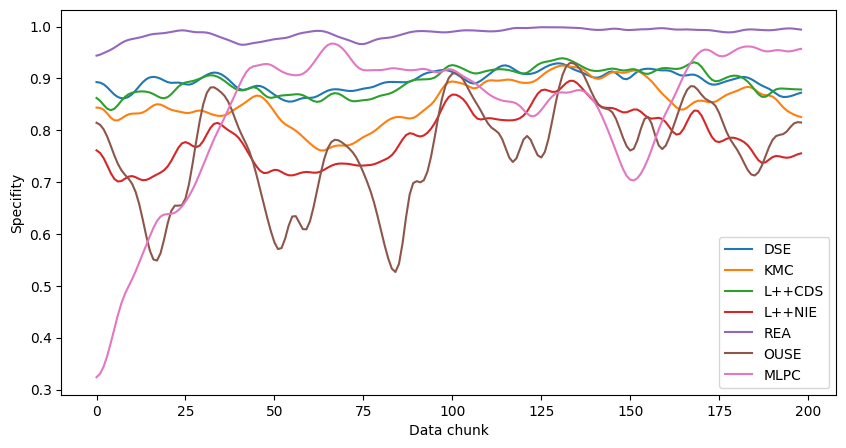 1.0
0.9
0.8
0.7
0.6
0.5
0.4
0.3
Specifity
0 25 50 75 100 125 150 175 200
Data chunk
DSE
KMC
L++CDS
L++NIE
REA
OUSE
MLPC